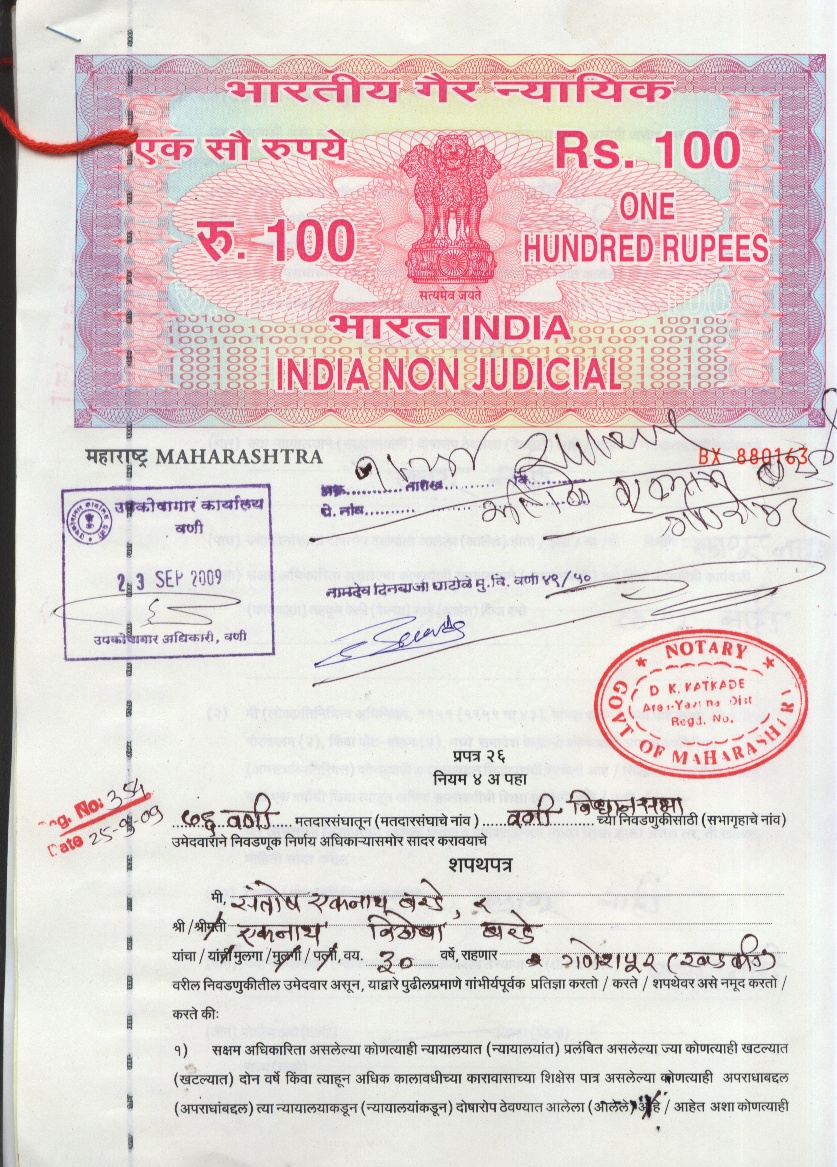 भारतीय गैर न्यायिक
एक सौ रुपये
Rs. 100
रु. 100
ONE
HUNDRED RUPEES
सत्यमेव जयते
भारत INDIA
INDIA NON JUDICIAL
महाराष्ट्र MAHARASHTRA
BX 880163
उपकोषागार कार्यालय
वणी
23 SEP 2009
उपकोषागार अधिकारी, वणी
अक्र. तारीख
नामदेव दिनबाजी घाटोळे मु.वि. वणी ४९/५०
NOTARY
D K. KATKADE
Regd. No.
GOVT OF MAHARASHTRA
प्रपत्र २६
नियम ४ अ पहा
No: 354
Date 25-9-09
७६ वणी मतदारसंघातून (मतदारसंघाचे नांव) वणी विधानसभा च्या निवडणुकीसाठी (सभागृहाचे नांव)
उमेदवाराने निवडणूक निर्णय अधिकाऱ्यासमोर सादर करावयाचे
शपथपत्र
मी, संतोष एकनाथ
श्री / श्रीमती एकनाथ विठोबा
यांचा / यांची मुलगा / मुलगी / पत्नी, वय. ३० वर्षे, राहणार गणेशपूर
वरील निवडणुकीतील उमेदवार असून, याद्वारे पुढीलप्रमाणे गांभीर्यपूर्वक प्रतिज्ञा करतो / करते / शपथेवर असे नमूद करतो /
करते की:
१) सक्षम अधिकारिता असलेल्या कोणत्याही न्यायालयात (न्यायालयांत) प्रलंबित असलेल्या ज्या कोणत्याही खटल्यात
(खटल्यात) दोन वर्षे किंवा त्याहून अधिक कालावधीच्या कारावासाच्या शिक्षेस पात्र असलेल्या कोणत्याही अपराधाबद्दल
(अपराधांबद्दल) त्या न्यायालयाकडून (न्यायालयांकडून) दोषारोप ठेवण्यात आलेला (आलेले) आहे / आहेत अशा कोणत्याही